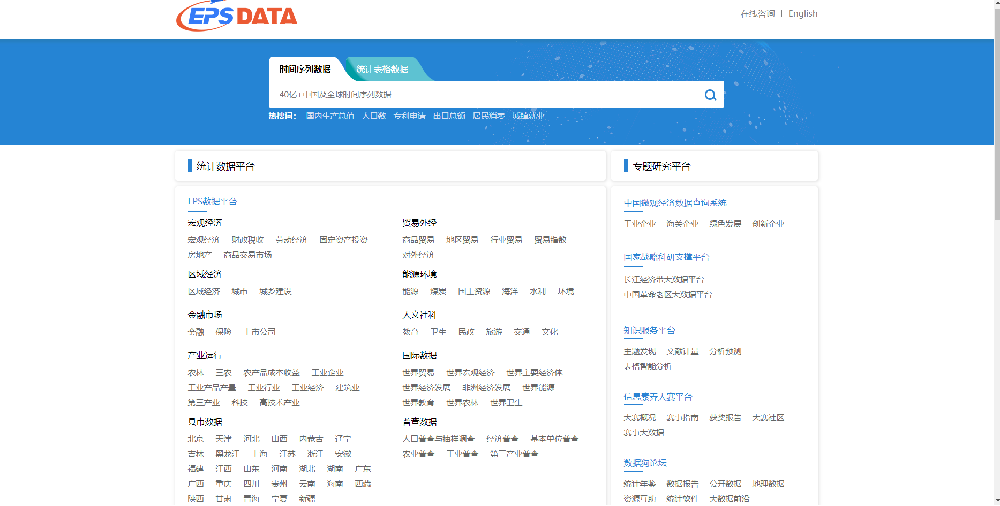 EPS DATA
在线咨询 | English
时间序列数据 统计表格数据
40亿+中国及全球时间序列数据
热搜词： 国内生产总值 人口数 专利申请 出口总额 居民消费 城镇就业
统计数据平台
EPS数据平台
宏观经济
宏观经济 财政税收 劳动经济 固定资产投资
房地产 商品交易市场
区域经济
区域经济 城市 城乡建设
金融市场
金融 保险 上市公司
产业运行
农林 三农 农产品成本收益 工业企业
工业产品产量 工业行业 工业经济 建筑业
第三产业 科技 高技术产业
县市数据
北京 天津 河北 山西 内蒙古 辽宁
吉林 黑龙江 上海 江苏 浙江 安徽
福建 江西 山东 河南 湖北 湖南 广东
广西 重庆 四川 贵州 云南 海南 西藏
陕西 甘肃 青海 宁夏 新疆
贸易外经
商品贸易 地区贸易 行业贸易 贸易指数
对外经济
能源环境
能源 煤炭 国土资源 海洋 水利 环境
人文社科
教育 卫生 民政 旅游 交通 文化
国际数据
世界贸易 世界宏观经济 世界主要经济体
世界经济发展 非洲经济发展 世界能源
世界教育 世界农林 世界卫生
普查数据
人口普查与抽样调查 经济普查 基本单位普查
农业普查 工业普查 第三产业普查
专题研究平台
中国微观经济数据查询系统
工业企业 海关企业 绿色发展 创新企业
国家战略科研支撑平台
长江经济带大数据平台
中国革命老区大数据平台
知识服务平台
主题发现 文献计量 分析预测
表格智能分析
信息素养大赛平台
大赛概况 赛事指南 获奖报告 大赛社区
赛事大数据
数据狗论坛
统计年鉴 数据报告 公开数据 地理数据
资源互助 统计软件 大数据前沿